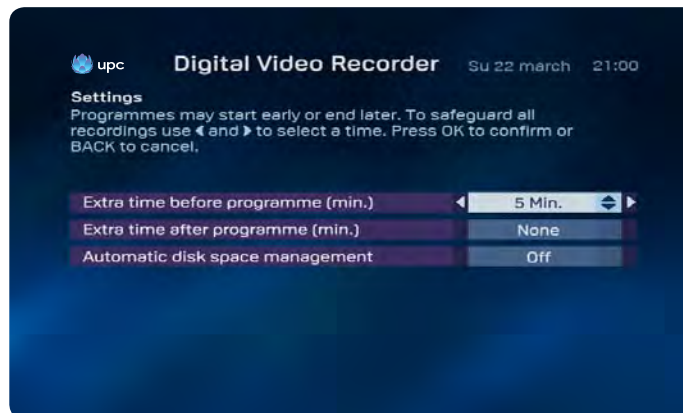 upc Digital Video Recorder Su 22 march 21:00
Settings
Programmes may start early or end later. To safeguard all
recordings use ◀ and ▶ to select a time. Press OK to confirm or
BACK to cancel.
Extra time before programme (min.) 5 Min.
Extra time after programme (min.) None
Automatic disk space management Off